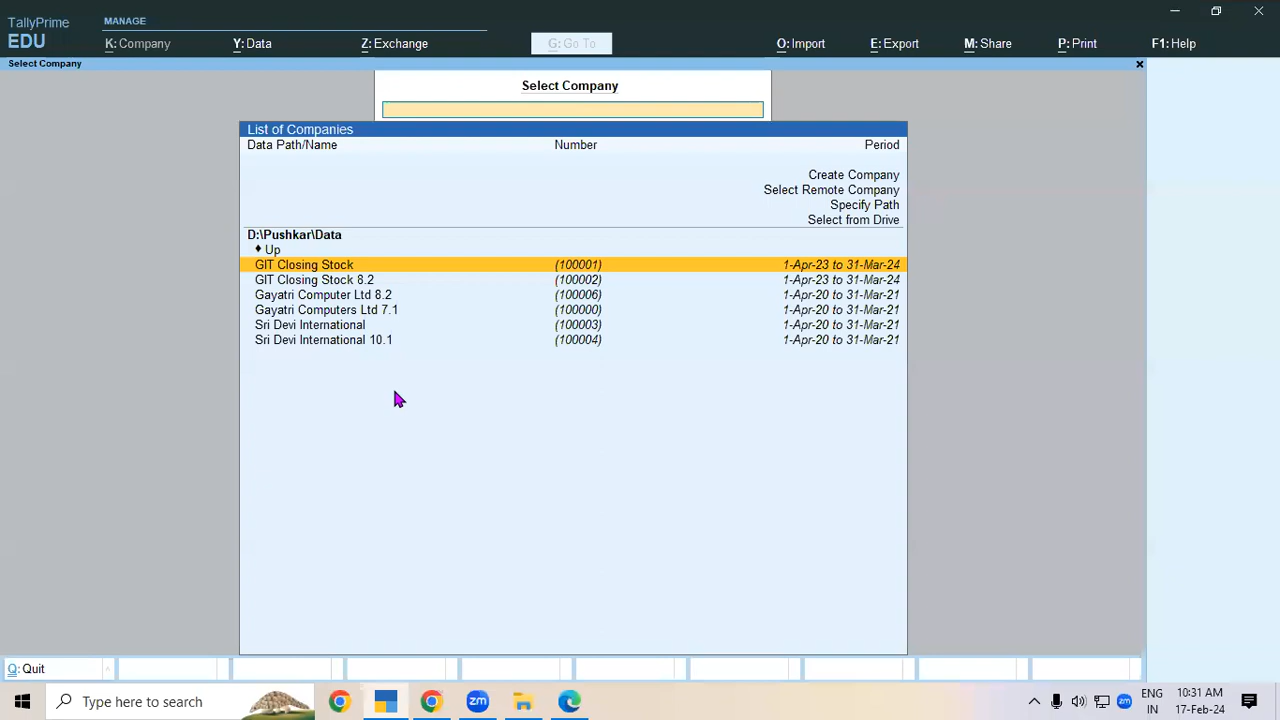 TallyPrime
EDU
MANAGE
K: Company
Y: Data
Z: Exchange
G: Go To
O: Import
E: Export
M: Share
P: Print
F1: Help
Select Company
Select Company
List of Companies
Data Path/Name Number Period
Create Company
Select Remote Company
Specify Path
Select from Drive
D:\Pushkar\Data
♦ Up
GIT Closing Stock (100001) 1-Apr-23 to 31-Mar-24
GIT Closing Stock 8.2 (100002) 1-Apr-23 to 31-Mar-24
Gayatri Computer Ltd 8.2 (100006) 1-Apr-20 to 31-Mar-21
Gayatri Computers Ltd 7.1 (100000) 1-Apr-20 to 31-Mar-21
Sri Devi International (100003) 1-Apr-20 to 31-Mar-21
Sri Devi International 10.1 (100004) 1-Apr-20 to 31-Mar-21
Q: Quit
Type here to search
zm
zm
ENG
IN
10:31 AM
17-Feb-24